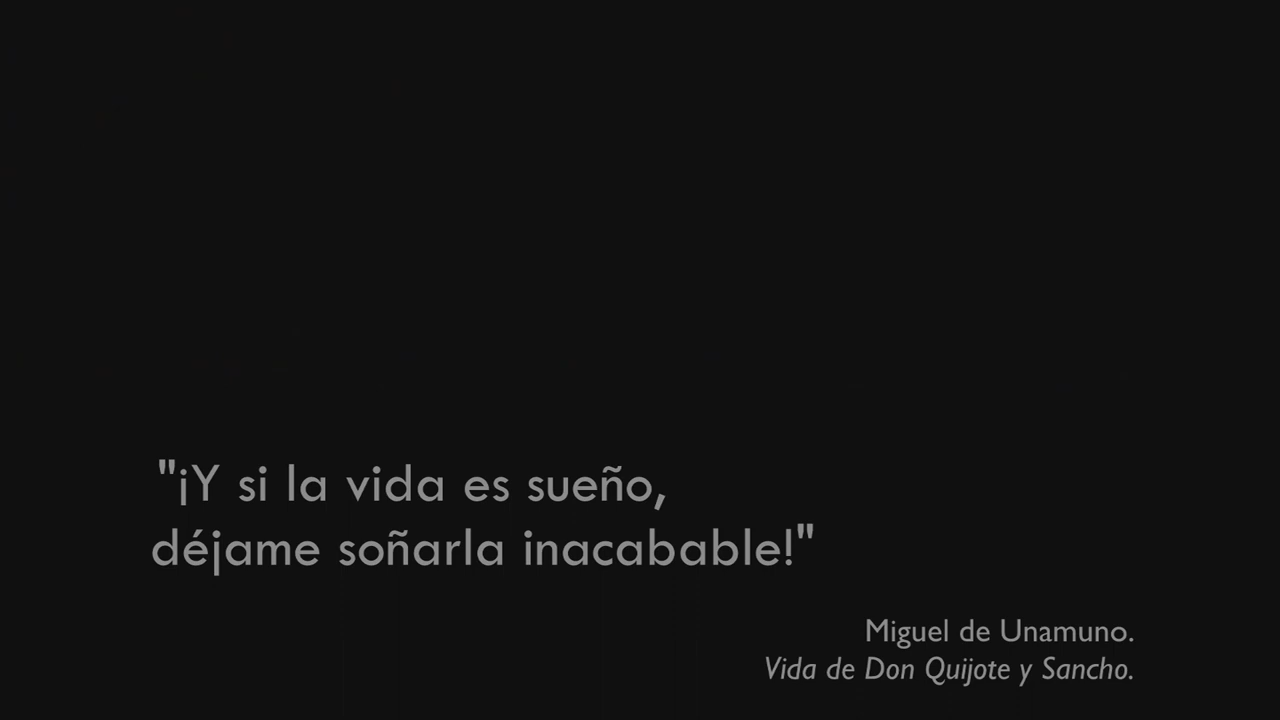 "¡Y si la vida es sueño,
déjame soñarla inacabable!"
Miguel de Unamuno.
Vida de Don Quijote y Sancho.